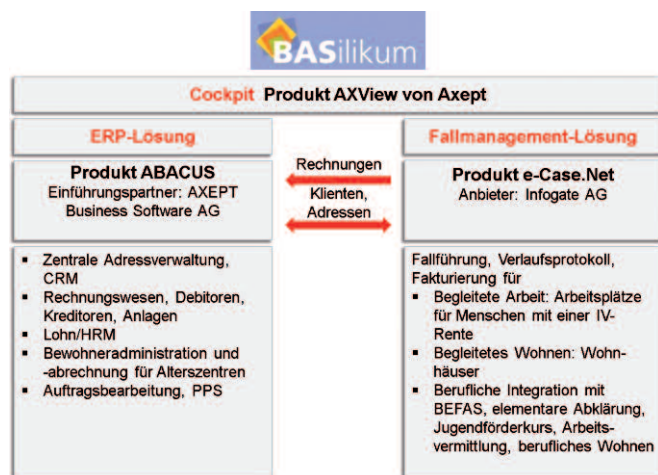 BASilikum
Cockpit Produkt AXView von Axept
ERP-Lösung
Produkt ABACUS
Einführungspartner: AXEPT
Business Software AG
▪ Zentrale Adressverwaltung,
CRM
▪ Rechnungswesen, Debitoren,
Kreditoren, Anlagen
▪ Lohn/HRM
▪ Bewohneradministration und
-abrechnung für Alterszentren
▪ Auftragsbearbeitung, PPS
Rechnungen
Klienten,
Adressen
Fallmanagement-Lösung
Produkt e-Case.Net
Anbieter: Infogate AG
Fallführung, Verlaufsprotokoll,
Fakturierung für
▪ Begleitete Arbeit: Arbeitsplätze
für Menschen mit einer IV-
Rente
▪ Begleitetes Wohnen: Wohn-
häuser
▪ Berufliche Integration mit
BEFAS, elementare Abklärung,
Jugendförderkurs, Arbeits-
vermittlung, berufliches Wohnen